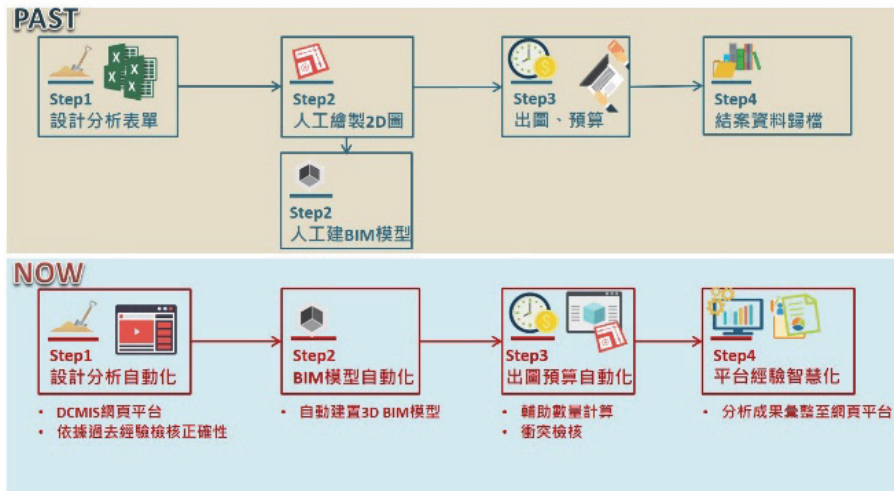 PAST
Step1
設計分析表單
Step2
人工繪製2D圖
Step3
出圖、預算
Step4
結案資料歸檔
Step2
人工建BIM模型
NOW
Step1
設計分析自動化
• DCMIS網頁平台
• 依據過去經驗檢核正確性
Step2
BIM模型自動化
• 自動建置3D BIM模型
Step3
出圖預算自動化
• 輔助數量計算
• 衝突檢核
Step4
平台經驗智慧化
• 分析成果彙整至網頁平台